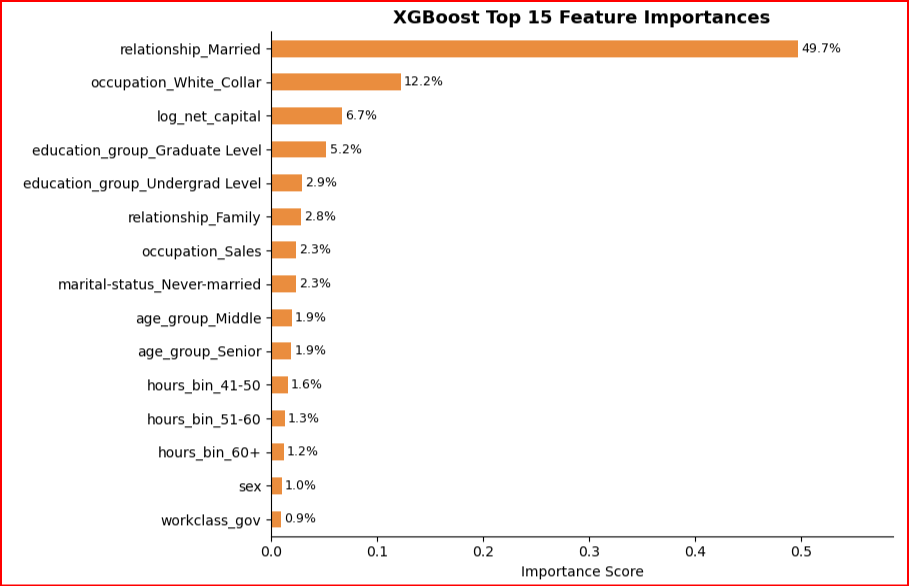 XGBoost Top 15 Feature Importances
relationship_Married 49.7%
occupation_White_Collar 12.2%
log_net_capital 6.7%
education_group_Graduate Level 5.2%
education_group_Undergrad Level 2.9%
relationship_Family 2.8%
occupation_Sales 2.3%
marital-status_Never-married 2.3%
age_group_Middle 1.9%
age_group_Senior 1.9%
hours_bin_41-50 1.6%
hours_bin_51-60 1.3%
hours_bin_60+ 1.2%
sex 1.0%
workclass_gov 0.9%
0.0 0.1 0.2 0.3 0.4 0.5
Importance Score